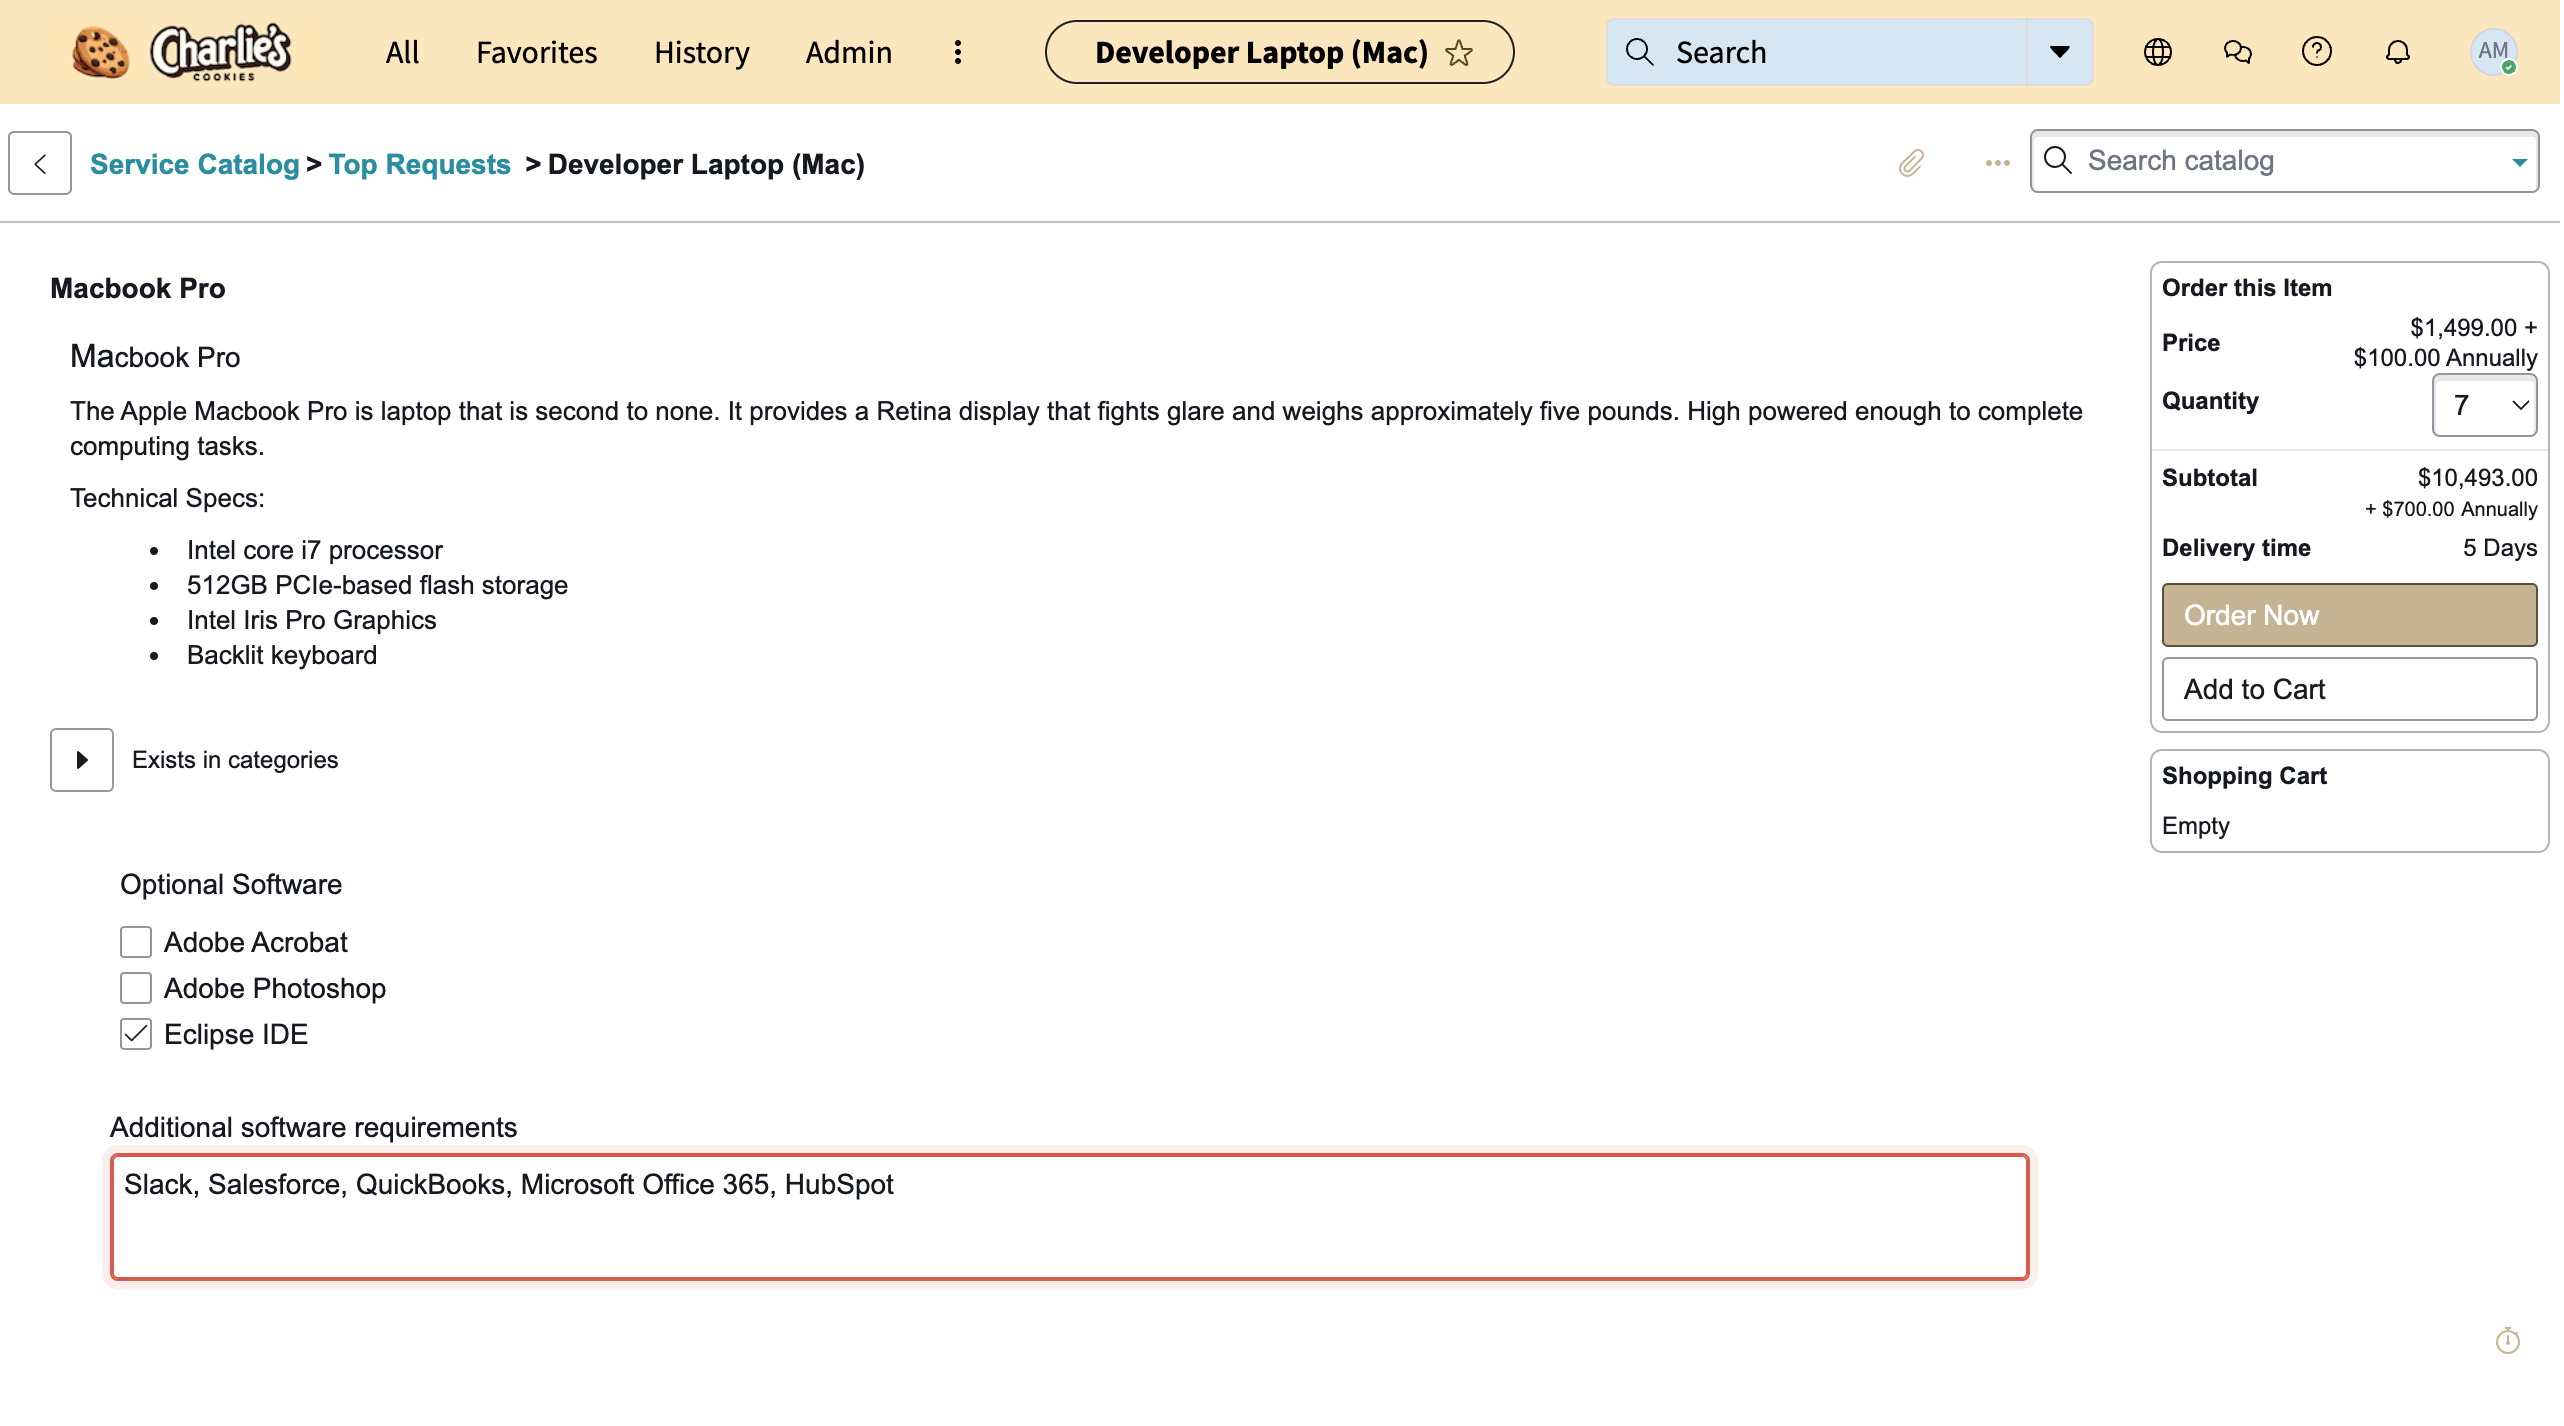 Charlie's
COOKIES
All
Favorites
History
Admin
Developer Laptop (Mac)
Search
AM
Service Catalog > Top Requests > Developer Laptop (Mac)
Search catalog
Macbook Pro
Macbook Pro
The Apple Macbook Pro is laptop that is second to none. It provides a Retina display that fights glare and weighs approximately five pounds. High powered enough to complete
computing tasks.
Technical Specs:
Intel core i7 processor
512GB PCIe-based flash storage
Intel Iris Pro Graphics
Backlit keyboard
Exists in categories
Optional Software
Adobe Acrobat
Adobe Photoshop
Eclipse IDE
Additional software requirements
Slack, Salesforce, QuickBooks, Microsoft Office 365, HubSpot
Order this Item
Price
$1,499.00 +
$100.00 Annually
Quantity
7
Subtotal
$10,493.00
+ $700.00 Annually
Delivery time
5 Days
Order Now
Add to Cart
Shopping Cart
Empty